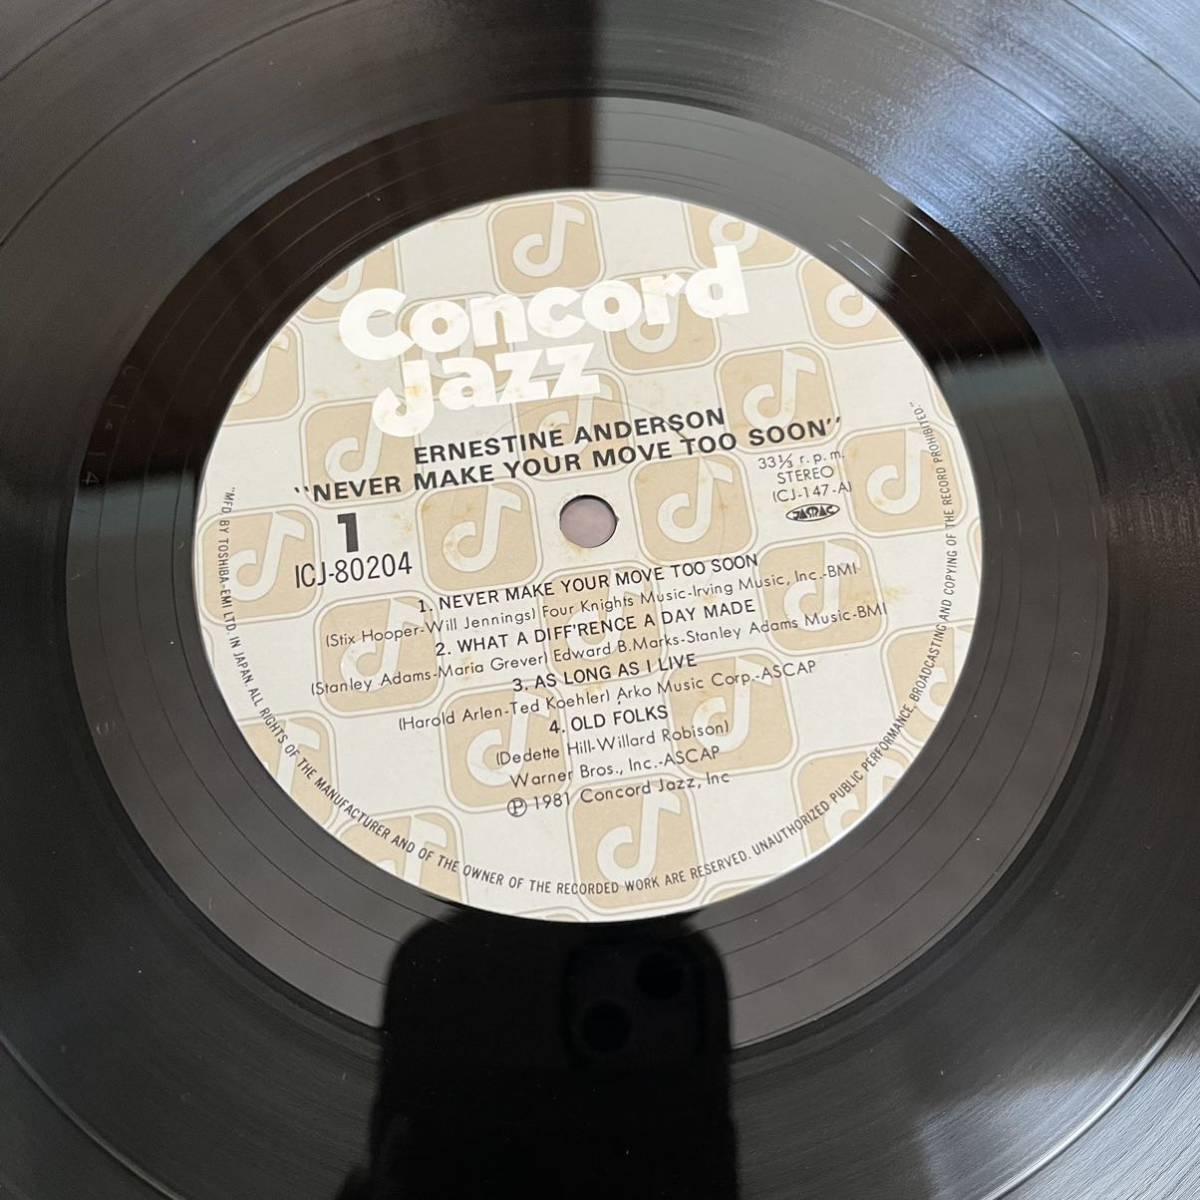 Concord
Jazz
ERNESTINE ANDERSON
"NEVER MAKE YOUR MOVE TOO SOON"
1
ICJ-80204
33⅓ r.p.m.
STEREO
(CJ-147-A)
JASRAC
1. NEVER MAKE YOUR MOVE TOO SOON
(Stix Hooper-Will Jennings) Four Knights Music-Irving Music, Inc.-BMI
2. WHAT A DIFF'RENCE A DAY MADE
(Stanley Adams-Maria Grever) Edward B.Marks-Stanley Adams Music-BMI
3. AS LONG AS I LIVE
(Harold Arlen-Ted Koehler) Arko Music Corp.-ASCAP
4. OLD FOLKS
(Dedette Hill-Willard Robison)
Warner Bros., Inc.-ASCAP
Ⓟ 1981 Concord Jazz, Inc
"MFD. BY TOSHIBA-EMI LTD. IN JAPAN. ALL RIGHTS OF THE MANUFACTURER AND OF THE OWNER OF THE RECORDED WORK ARE RESERVED. UNAUTHORIZED PUBLIC PERFORMANCE, BROADCASTING AND COPYING OF THE RECORD PROHIBITED."